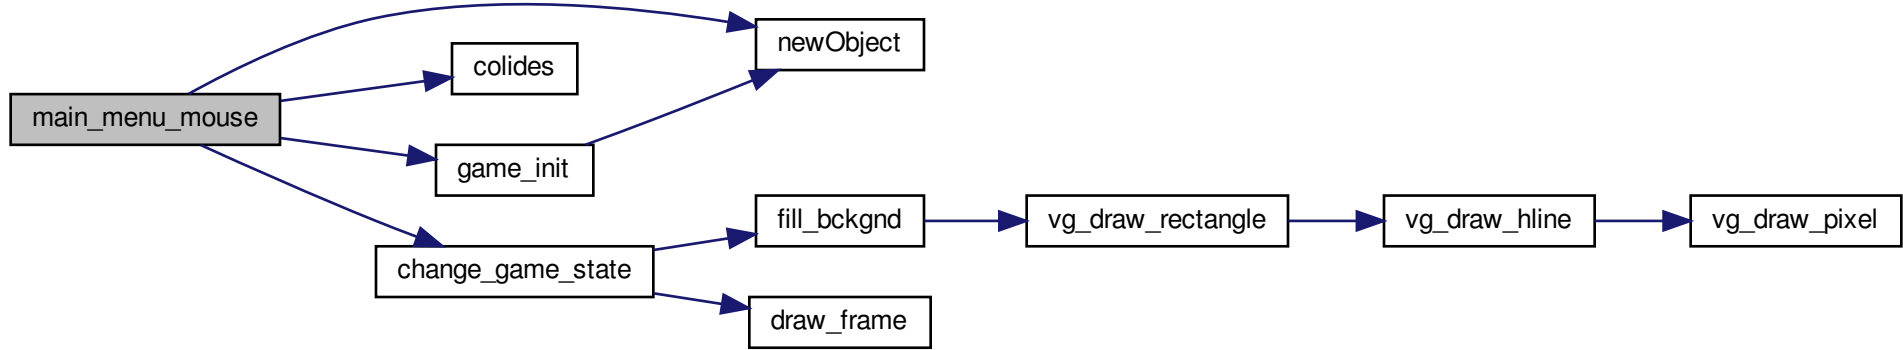 newObject
colides
main_menu_mouse
game_init
fill_bckgnd
vg_draw_rectangle
vg_draw_hline
vg_draw_pixel
change_game_state
draw_frame